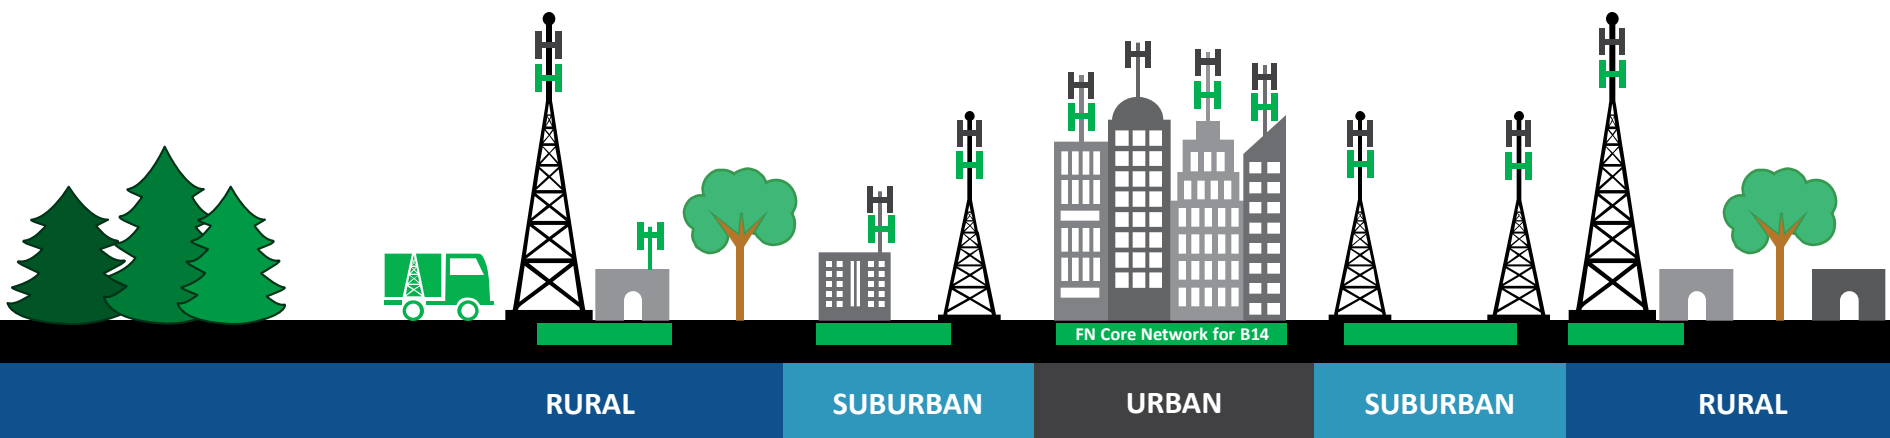 FN Core Network for B14
RURAL
SUBURBAN
URBAN
SUBURBAN
RURAL